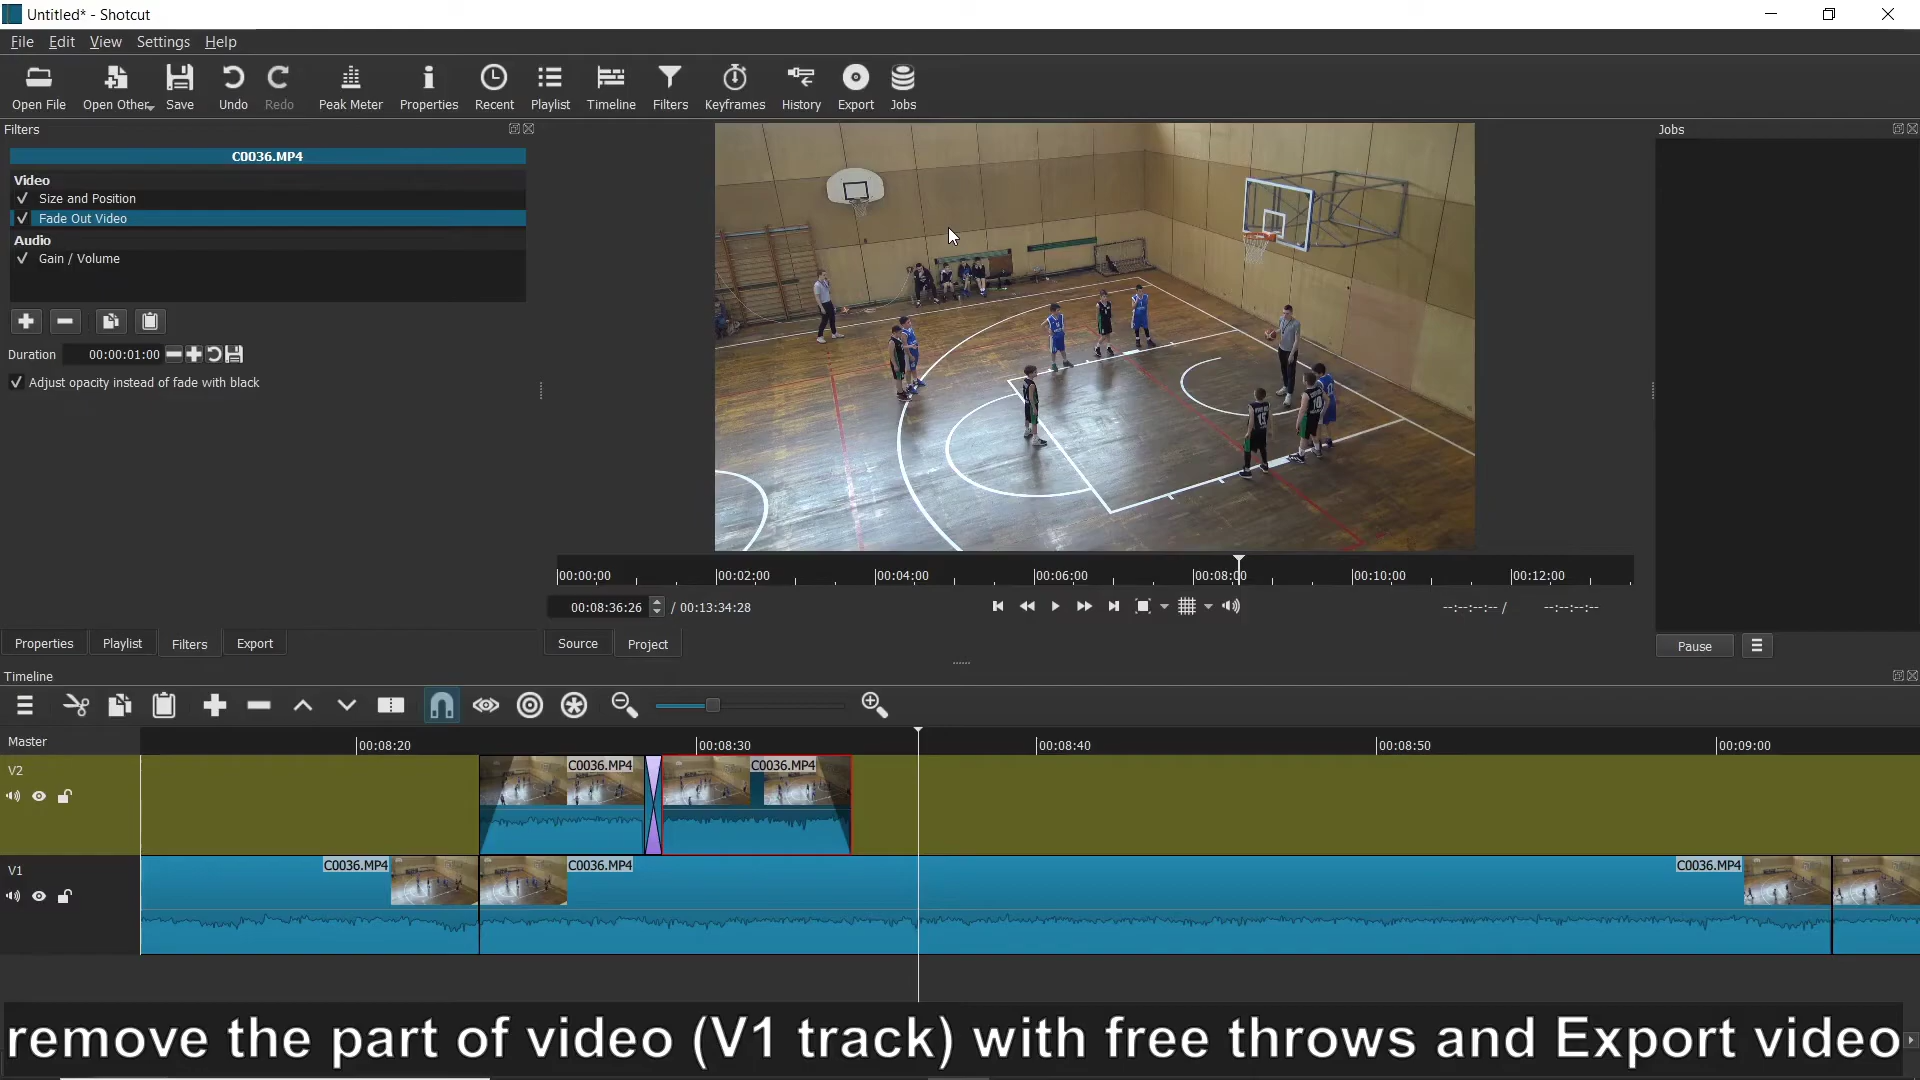 Untitled* - Shotcut
File Edit View Settings Help
Open File Open Other Save Undo Redo Peak Meter Properties Recent Playlist Timeline Filters Keyframes History Export Jobs
Filters
Jobs
C0036.MP4
Video
Size and Position
Fade Out Video
Audio
Gain / Volume
Duration 00:00:01:00
Adjust opacity instead of fade with black
00:00:00 00:02:00 00:04:00 00:06:00 00:08:00 00:10:00 00:12:00
00:08:36:26 / 00:13:34:28 --:--:--:-- / --:--:--:--
Properties Playlist Filters Export Source Project Pause
Timeline
Master 00:08:20 00:08:30 00:08:40 00:08:50 00:09:00
V2 C0036.MP4 C0036.MP4
V1 C0036.MP4 C0036.MP4 C0036.MP4
remove the part of video (V1 track) with free throws and Export video